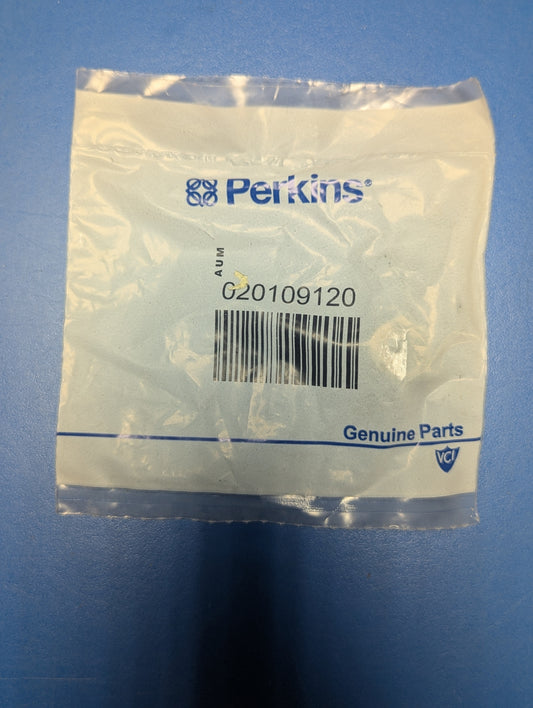 Perkins®
AUM
020109120
Genuine Parts
VCI